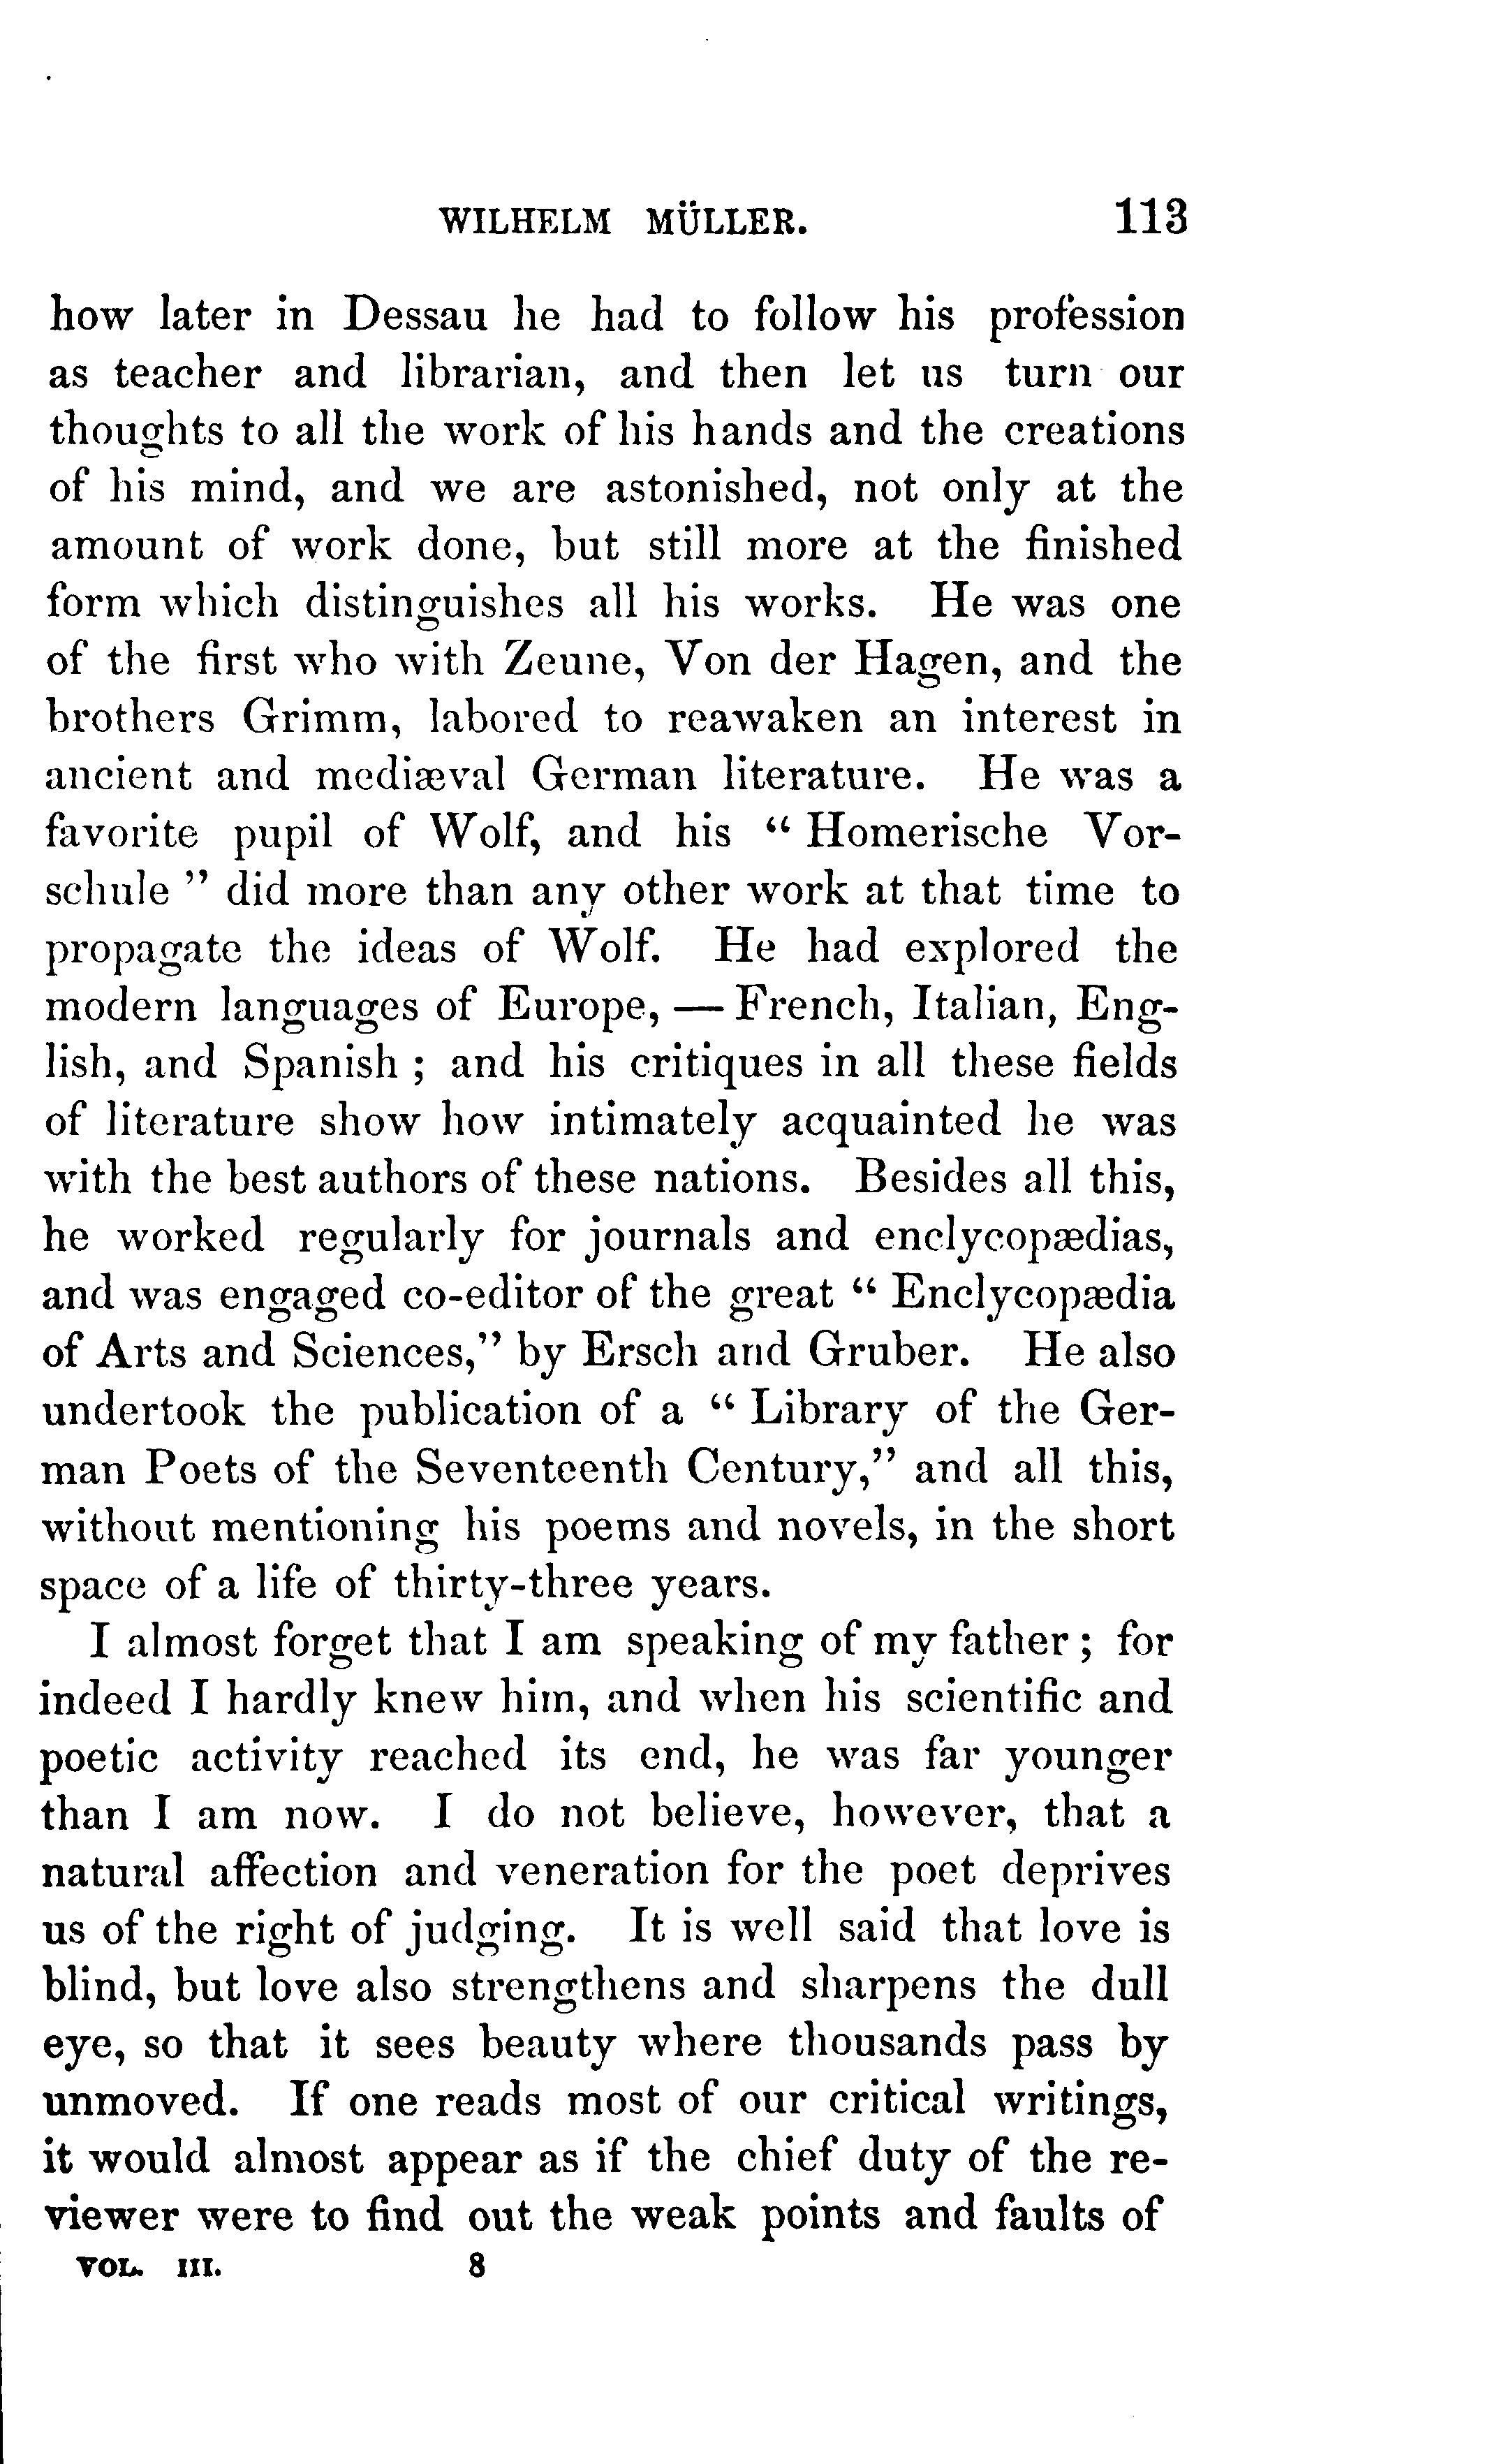 WILHELM MÜLLER. 113
how later in Dessau he had to follow his profession
as teacher and librarian, and then let us turn our
thoughts to all the work of his hands and the creations
of his mind, and we are astonished, not only at the
amount of work done, but still more at the finished
form which distinguishes all his works. He was one
of the first who with Zeune, Von der Hagen, and the
brothers Grimm, labored to reawaken an interest in
ancient and mediæval German literature. He was a
favorite pupil of Wolf, and his “ Homerische Vor-
schule ” did more than any other work at that time to
propagate the ideas of Wolf. He had explored the
modern languages of Europe, — French, Italian, Eng-
lish, and Spanish ; and his critiques in all these fields
of literature show how intimately acquainted he was
with the best authors of these nations. Besides all this,
he worked regularly for journals and enclycopædias,
and was engaged co-editor of the great “ Enclycopædia
of Arts and Sciences,” by Ersch and Gruber. He also
undertook the publication of a “ Library of the Ger-
man Poets of the Seventeenth Century,” and all this,
without mentioning his poems and novels, in the short
space of a life of thirty-three years.
I almost forget that I am speaking of my father ; for
indeed I hardly knew him, and when his scientific and
poetic activity reached its end, he was far younger
than I am now. I do not believe, however, that a
natural affection and veneration for the poet deprives
us of the right of judging. It is well said that love is
blind, but love also strengthens and sharpens the dull
eye, so that it sees beauty where thousands pass by
unmoved. If one reads most of our critical writings,
it would almost appear as if the chief duty of the re-
viewer were to find out the weak points and faults of
VOL. III. 8